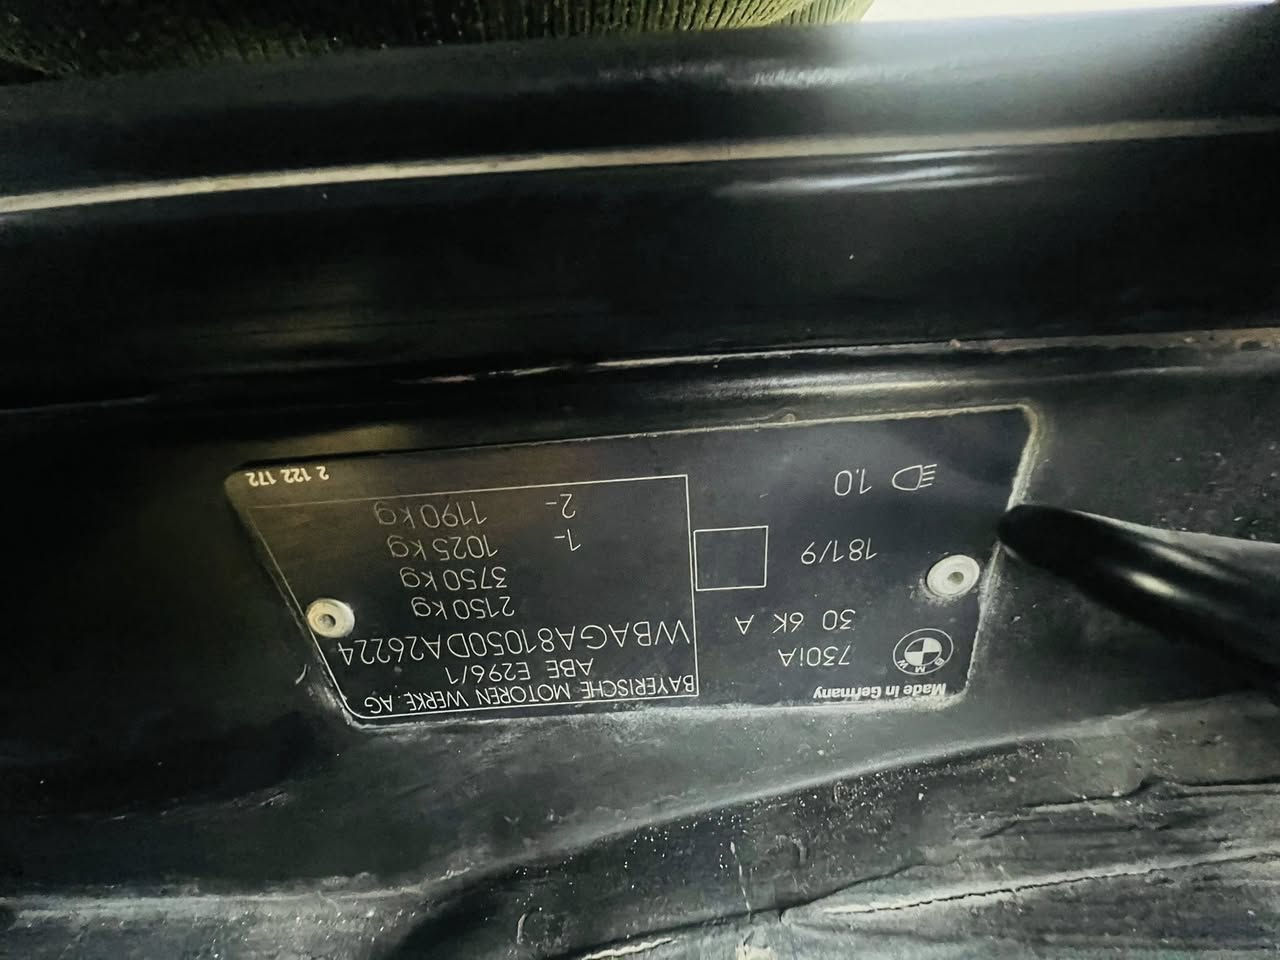 Made in Germany
BMW
730iA
30 6K A
181/9
1.0
BAYERISCHE MOTOREN WERKE AG
ABE E296/1
WBAGA81050DA26224
2150 kg
3750 kg
1- 1025 kg
2- 1190 kg
2 122 172